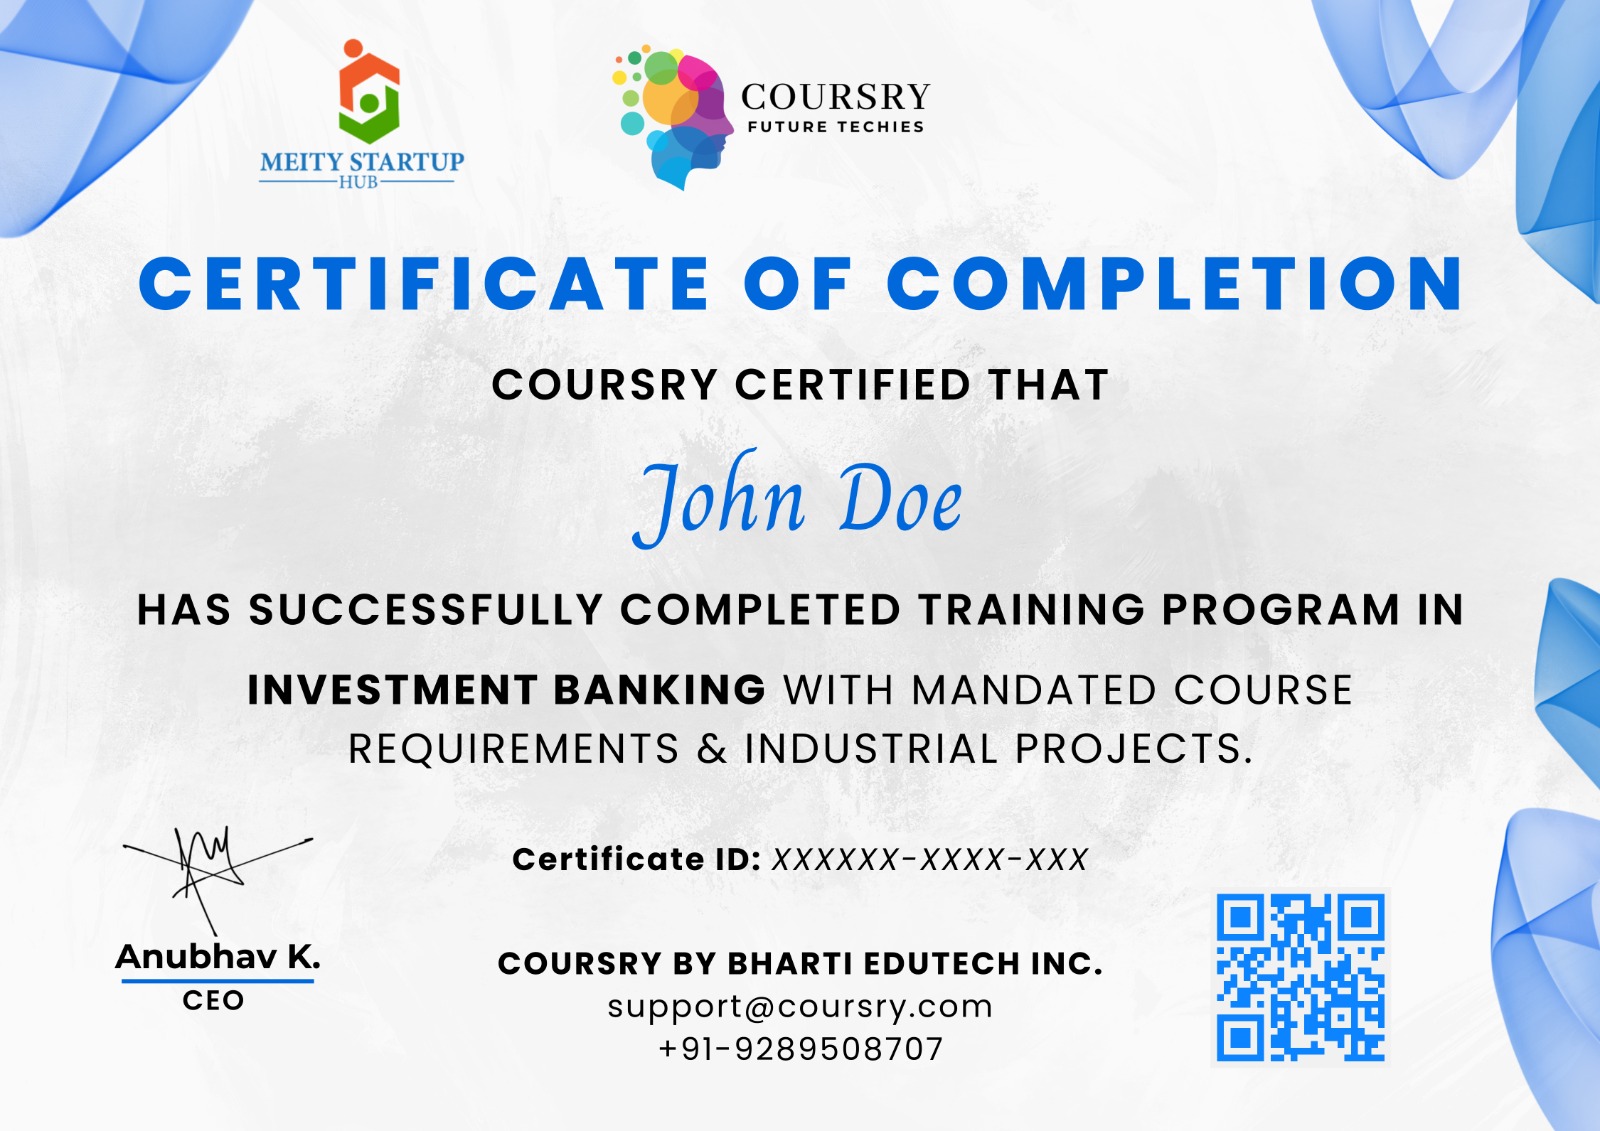 MEITY STARTUP
HUB
COURSRY
FUTURE TECHIES
CERTIFICATE OF COMPLETION
COURSRY CERTIFIED THAT
John Doe
HAS SUCCESSFULLY COMPLETED TRAINING PROGRAM IN
INVESTMENT BANKING WITH MANDATED COURSE
REQUIREMENTS & INDUSTRIAL PROJECTS.
Certificate ID: XXXXXX-XXXX-XXX
Anubhav K.
CEO
COURSRY BY BHARTI EDUTECH INC.
support@coursry.com
+91-9289508707